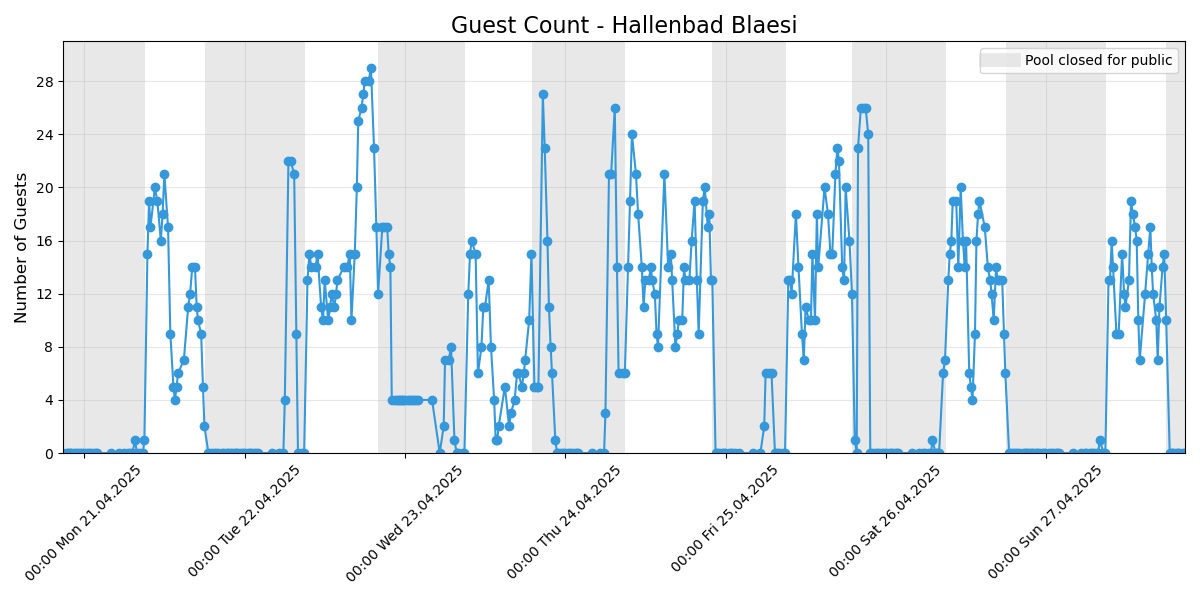 Guest Count - Hallenbad Blaesi
Pool closed for public
Number of Guests
28
24
20
16
12
8
4
0
00:00 Mon 21.04.2025
00:00 Tue 22.04.2025
00:00 Wed 23.04.2025
00:00 Thu 24.04.2025
00:00 Fri 25.04.2025
00:00 Sat 26.04.2025
00:00 Sun 27.04.2025